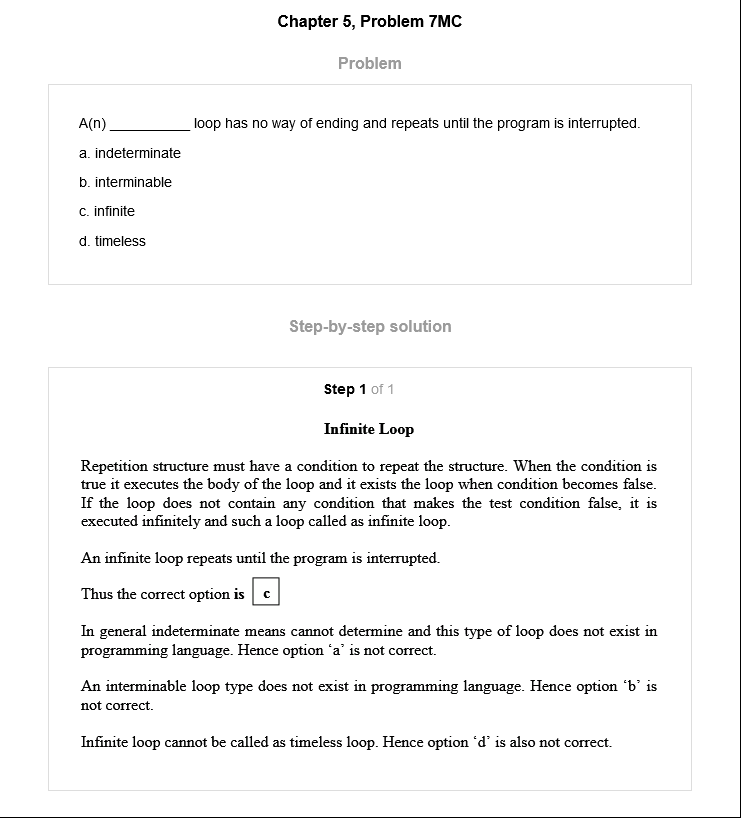 Chapter 5, Problem 7MC
Problem
A(n) __________ loop has no way of ending and repeats until the program is interrupted.
a. indeterminate
b. interminable
c. infinite
d. timeless
Step-by-step solution
Step 1 of 1
Infinite Loop
Repetition structure must have a condition to repeat the structure. When the condition is
true it executes the body of the loop and it exists the loop when condition becomes false.
If the loop does not contain any condition that makes the test condition false, it is
executed infinitely and such a loop called as infinite loop.
An infinite loop repeats until the program is interrupted.
Thus the correct option is c
In general indeterminate means cannot determine and this type of loop does not exist in
programming language. Hence option ‘a’ is not correct.
An interminable loop type does not exist in programming language. Hence option ‘b’ is
not correct.
Infinite loop cannot be called as timeless loop. Hence option ‘d’ is also not correct.